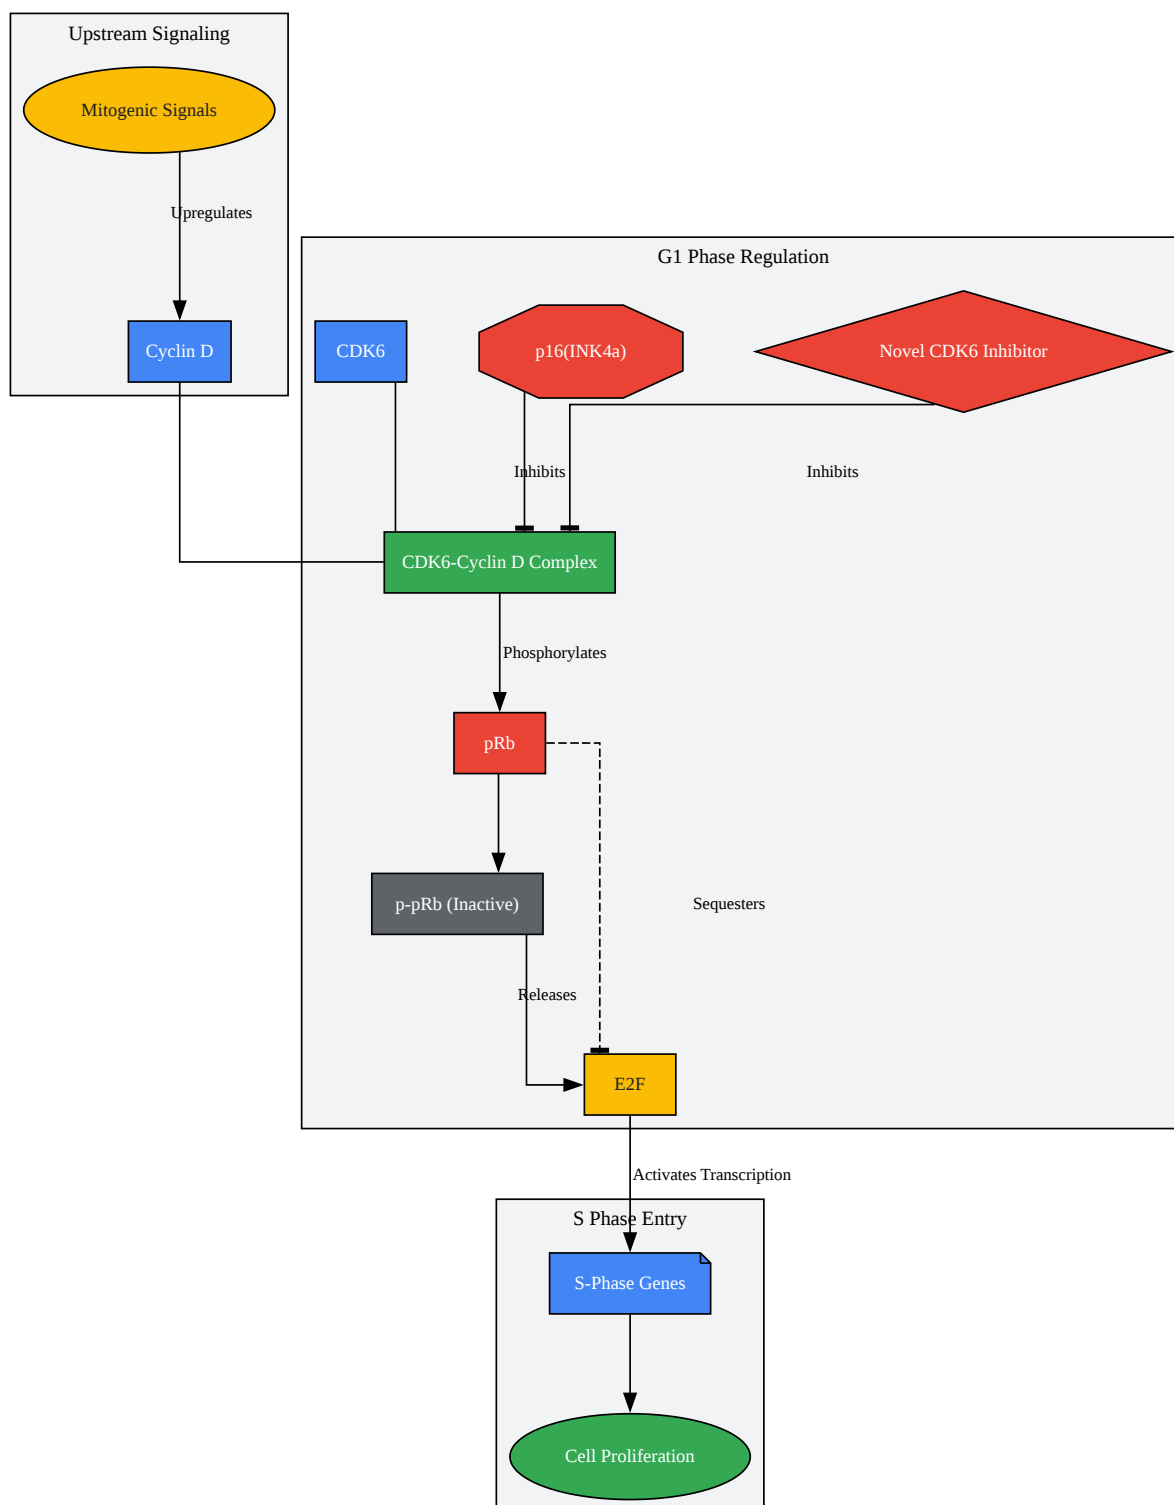 Upstream Signaling
Mitogenic Signals
Upregulates
Cyclin D
G1 Phase Regulation
CDK6
p16(INK4a)
Novel CDK6 Inhibitor
Inhibits
Inhibits
CDK6-Cyclin D Complex
Phosphorylates
pRb
p-pRb (Inactive)
Sequesters
Releases
E2F
Activates Transcription
S Phase Entry
S-Phase Genes
Cell Proliferation